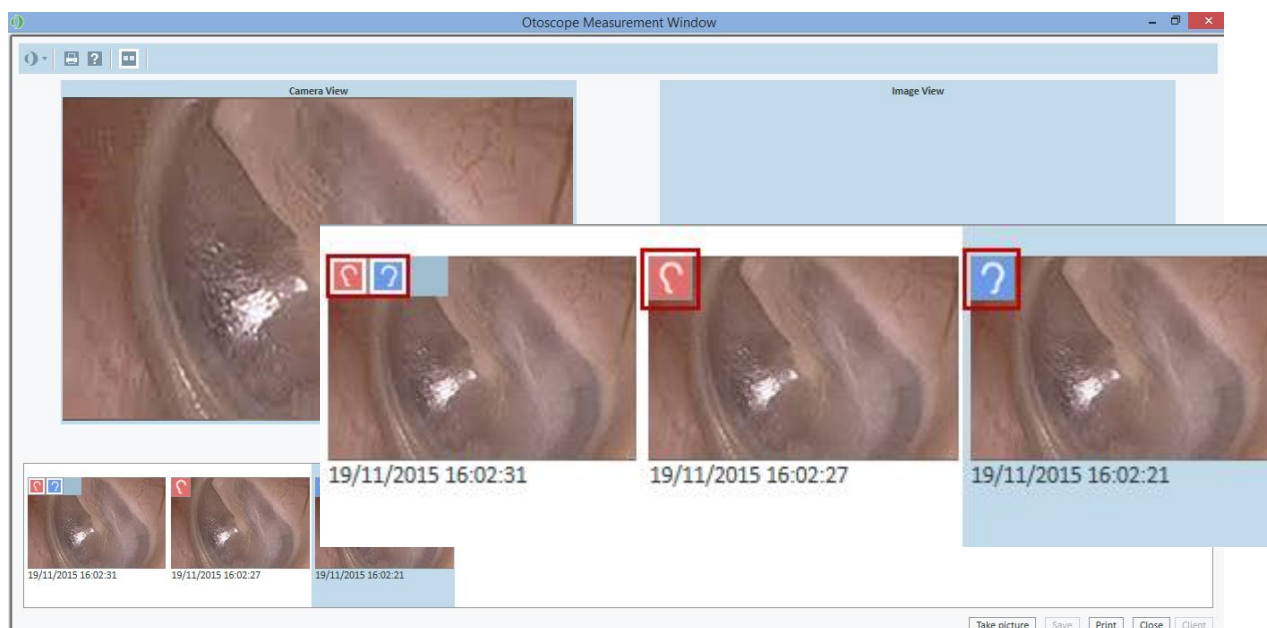 Otoscope Measurement Window
Camera View
Image View
19/11/2015 16:02:31
19/11/2015 16:02:27
19/11/2015 16:02:21
19/11/2015 16:02:31
19/11/2015 16:02:27
19/11/2015 16:02:21
Take picture
Save
Print
Close
Client